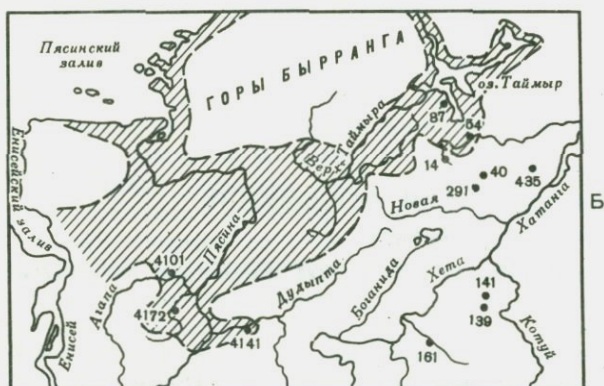 Пясинский
залив
ГОРЫ БЫРРАНГА
оз. Таймыр
Енисейский
залив
Верхн. Таймыра
87
54
14
40
291
435
Новая
Хатанга
Б
Пясина
4101
Агапа
4172
4141
Дудыпта
Боганида
Хета
141
139
Котуй
161
Енисей